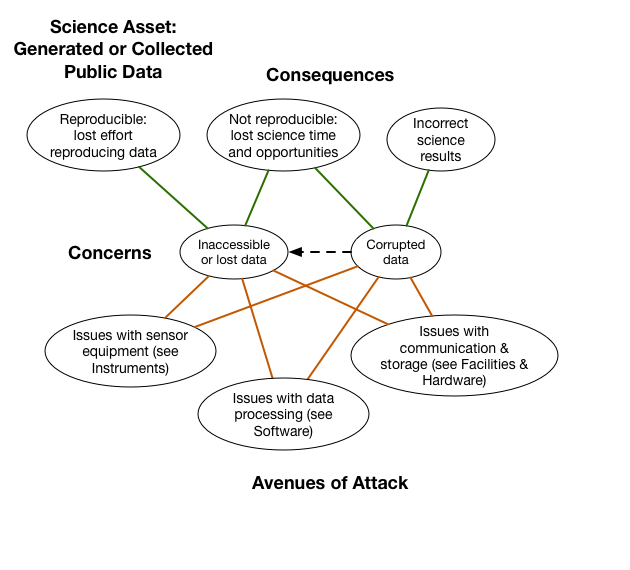 Science Asset:
Generated or Collected
Public Data
Consequences
Reproducible:
lost effort
reproducing data
Not reproducible:
lost science time
and opportunities
Incorrect
science
results
Concerns
Inaccessible
or lost data
Corrupted
data
Issues with sensor
equipment (see
Instruments)
Issues with
communication &
storage (see Facilities &
Hardware)
Issues with data
processing (see
Software)
Avenues of Attack